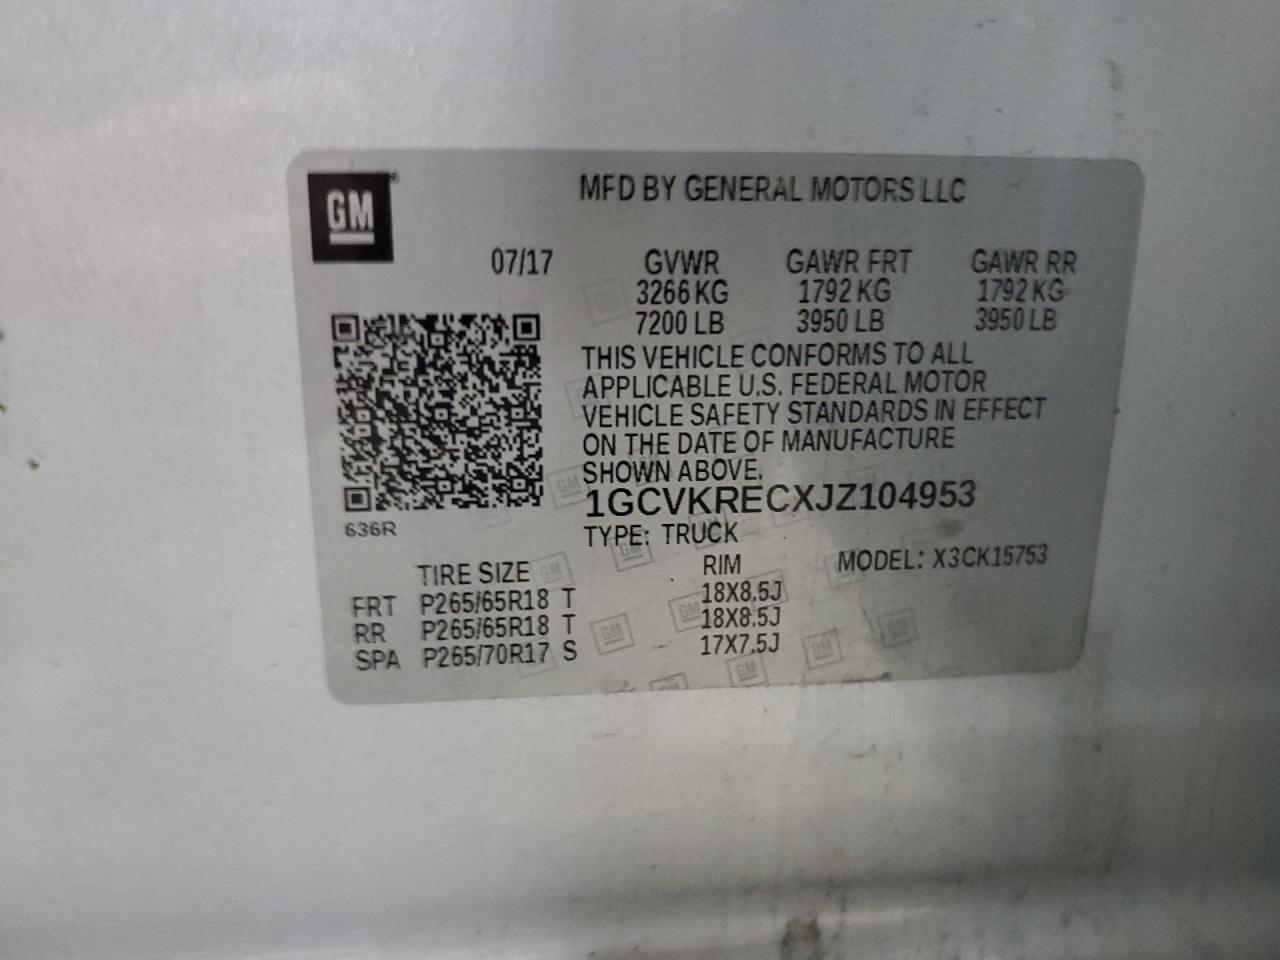 GM
MFD BY GENERAL MOTORS LLC
07/17 GVWR GAWR FRT GAWR RR
3266 KG 1792 KG 1792 KG
7200 LB 3950 LB 3950 LB
THIS VEHICLE CONFORMS TO ALL
APPLICABLE U.S. FEDERAL MOTOR
VEHICLE SAFETY STANDARDS IN EFFECT
ON THE DATE OF MANUFACTURE
SHOWN ABOVE.
1GCVKRECXJZ104953
636R
TYPE: TRUCK
MODEL: X3CK15753
TIRE SIZE RIM
FRT P265/65R18 T 18X8.5J
RR P265/65R18 T 18X8.5J
SPA P265/70R17 S 17X7.5J